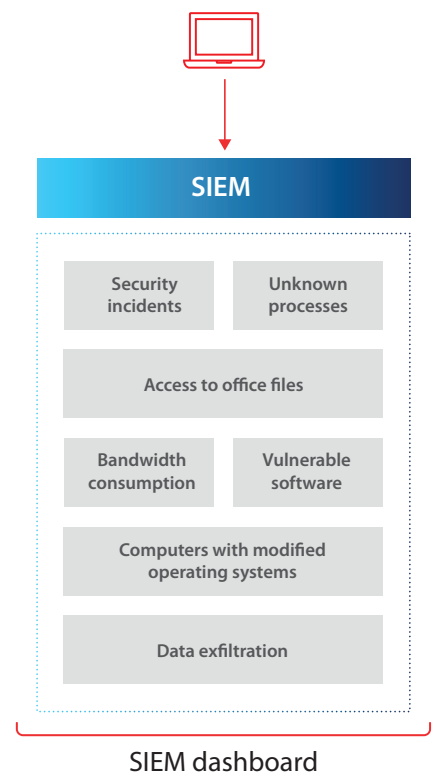 SIEM
Security
incidents
Unknown
processes
Access to office files
Bandwidth
consumption
Vulnerable
software
Computers with modified
operating systems
Data exfiltration
SIEM dashboard